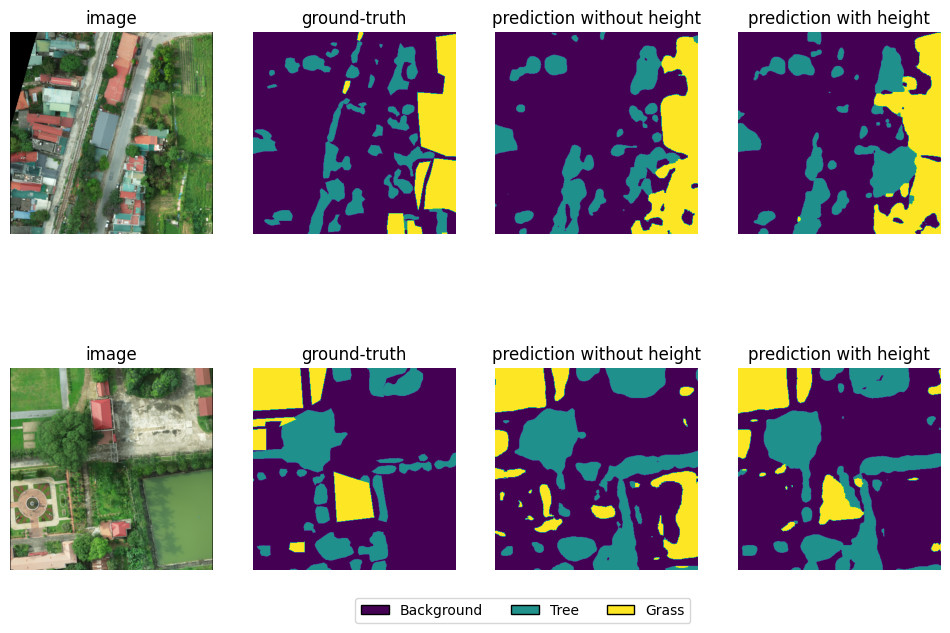 image
ground-truth
prediction without height
prediction with height
image
ground-truth
prediction without height
prediction with height
Background
Tree
Grass